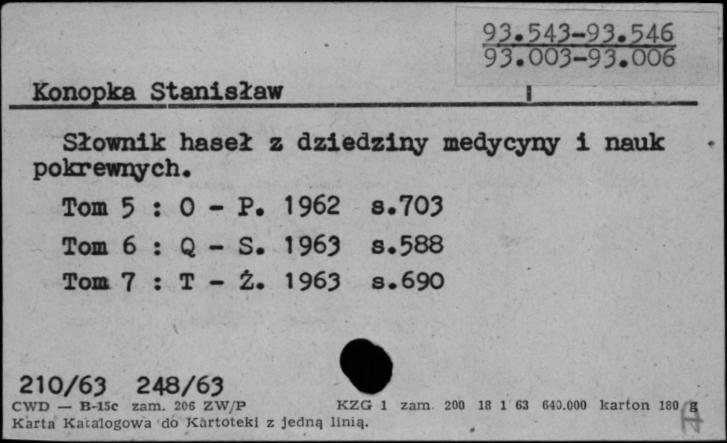 93.543-93.546
93.003-93.006
Konopka Stanisław
Słownik haseł z dziedziny medycyny i nauk
pokrewnych.
Tom 5 : O - P. 1962 s.703
Tom 6 : Q - S. 1963 s.588
Tom 7 : T - Ż. 1963 s.690
210/63 248/63
CWD — B-15c zam. 206 ZW/P KZG 1 zam. 200 18 1 63 640.000 karton 180 g
Karta Katalogowa do Kartoteki z jedną linią.